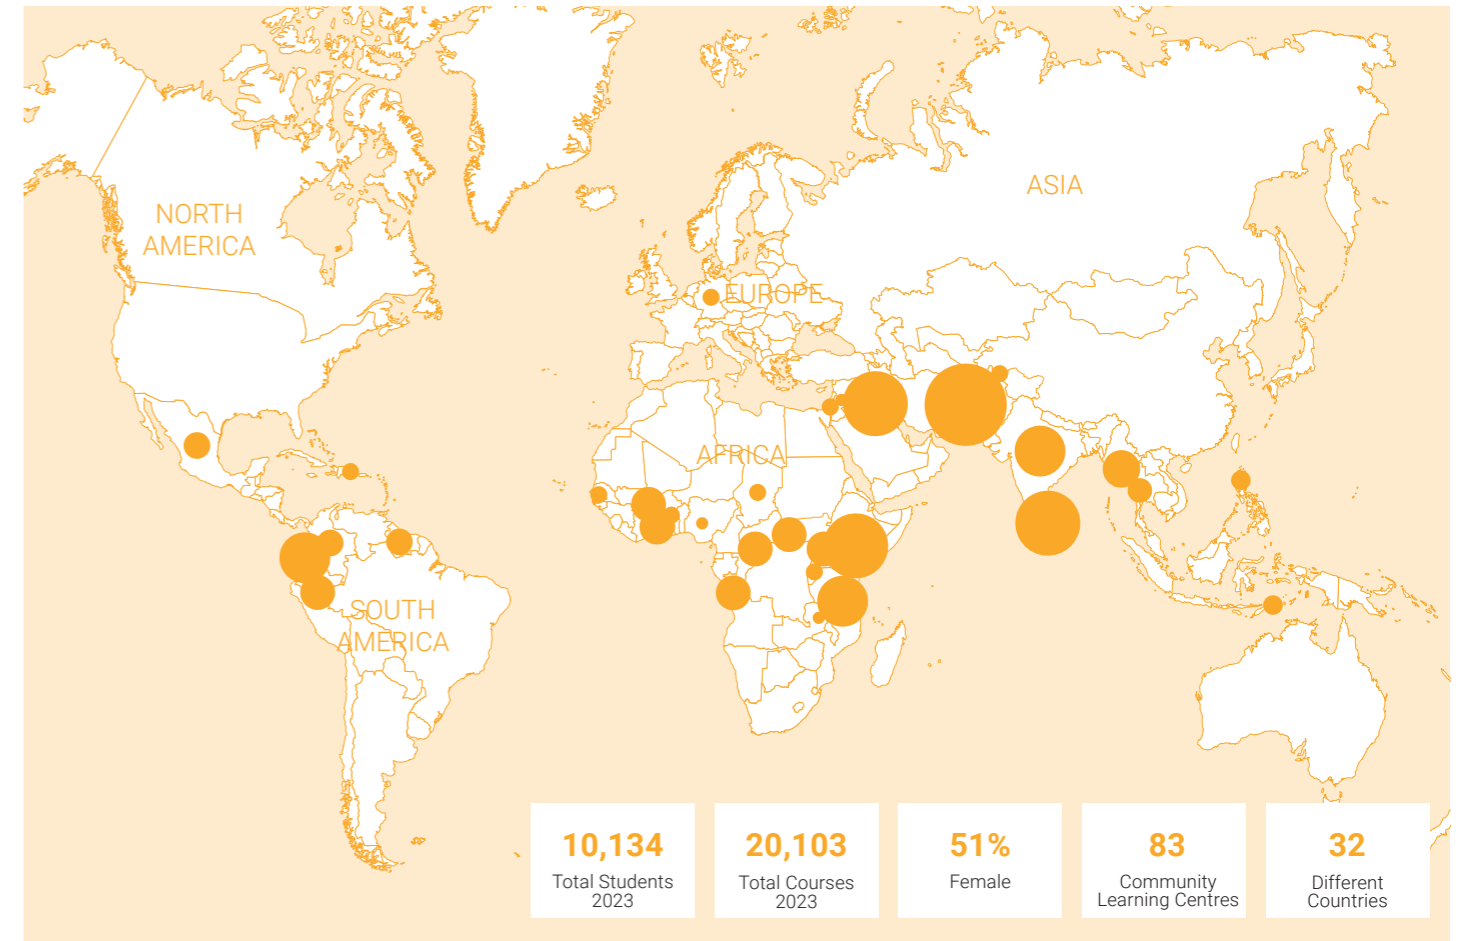 NORTH
AMERICA
ASIA
EUROPE
AFRICA
SOUTH
AMERICA
10,134
Total Students
2023
20,103
Total Courses
2023
51%
Female
83
Community
Learning Centres
32
Different
Countries